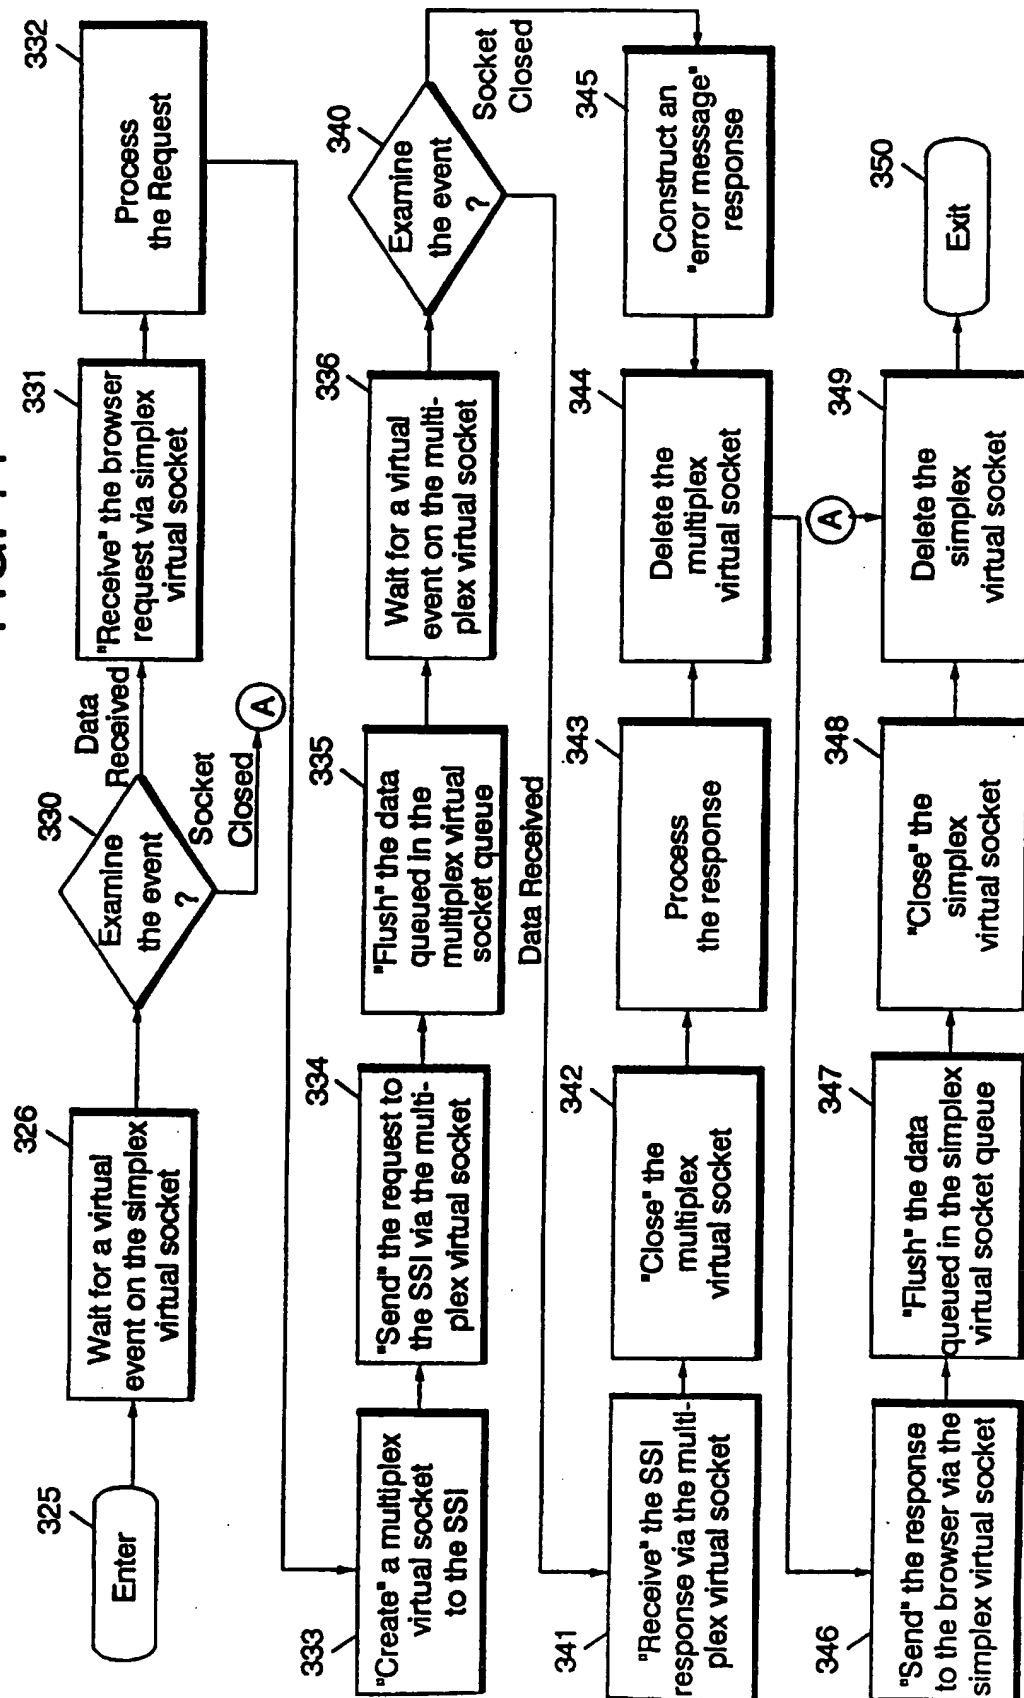 325
Enter
326
Wait for a virtual
event on the simplex
virtual socket
330
Examine
the event
?
Data
Received
Socket
Closed
A
331
"Receive" the browser
request via simplex
virtual socket
332
Process
the Request
333
"Create" a multiplex
virtual socket
to the SSI
334
"Send" the request to
the SSI via the multi-
plex virtual socket
335
"Flush" the data
queued in the
multiplex virtual
socket queue
336
Wait for a virtual
event on the multi-
plex virtual socket
340
Examine
the event
?
Socket
Closed
Data Received
341
"Receive" the SSI
response via the multi-
plex virtual socket
342
"Close" the
multiplex
virtual socket
343
Process
the response
344
Delete the
multiplex
virtual socket
345
Construct an
"error message"
response
346
"Send" the response
to the browser via the
simplex virtual socket
347
"Flush" the data
queued in the simplex
virtual socket queue
348
"Close" the
simplex
virtual socket
A
349
Delete the
simplex
virtual socket
350
Exit